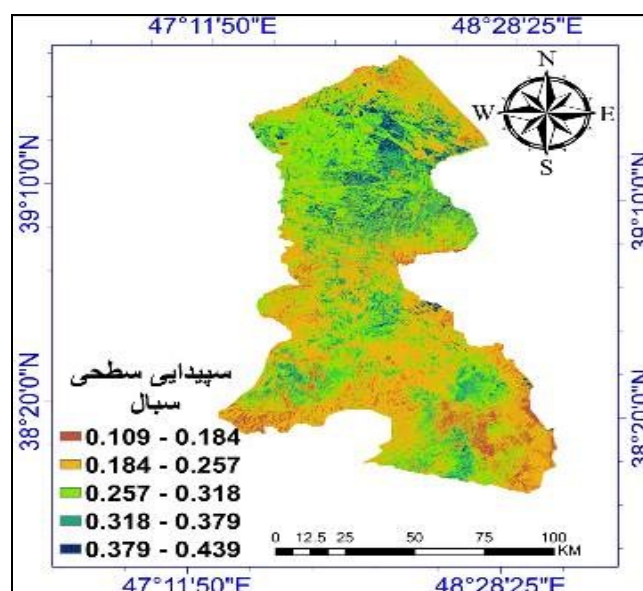 47°11'50"E 48°28'25"E
N
W E
S
39°10'0"N 39°10'0"N
38°20'0"N 38°20'0"N
سپیدایی سطحی
سبال
0.109 - 0.184
0.184 - 0.257
0.257 - 0.318
0.318 - 0.379
0.379 - 0.439
0 12.5 25 50 75 100
KM
47°11'50"E 48°28'25"E